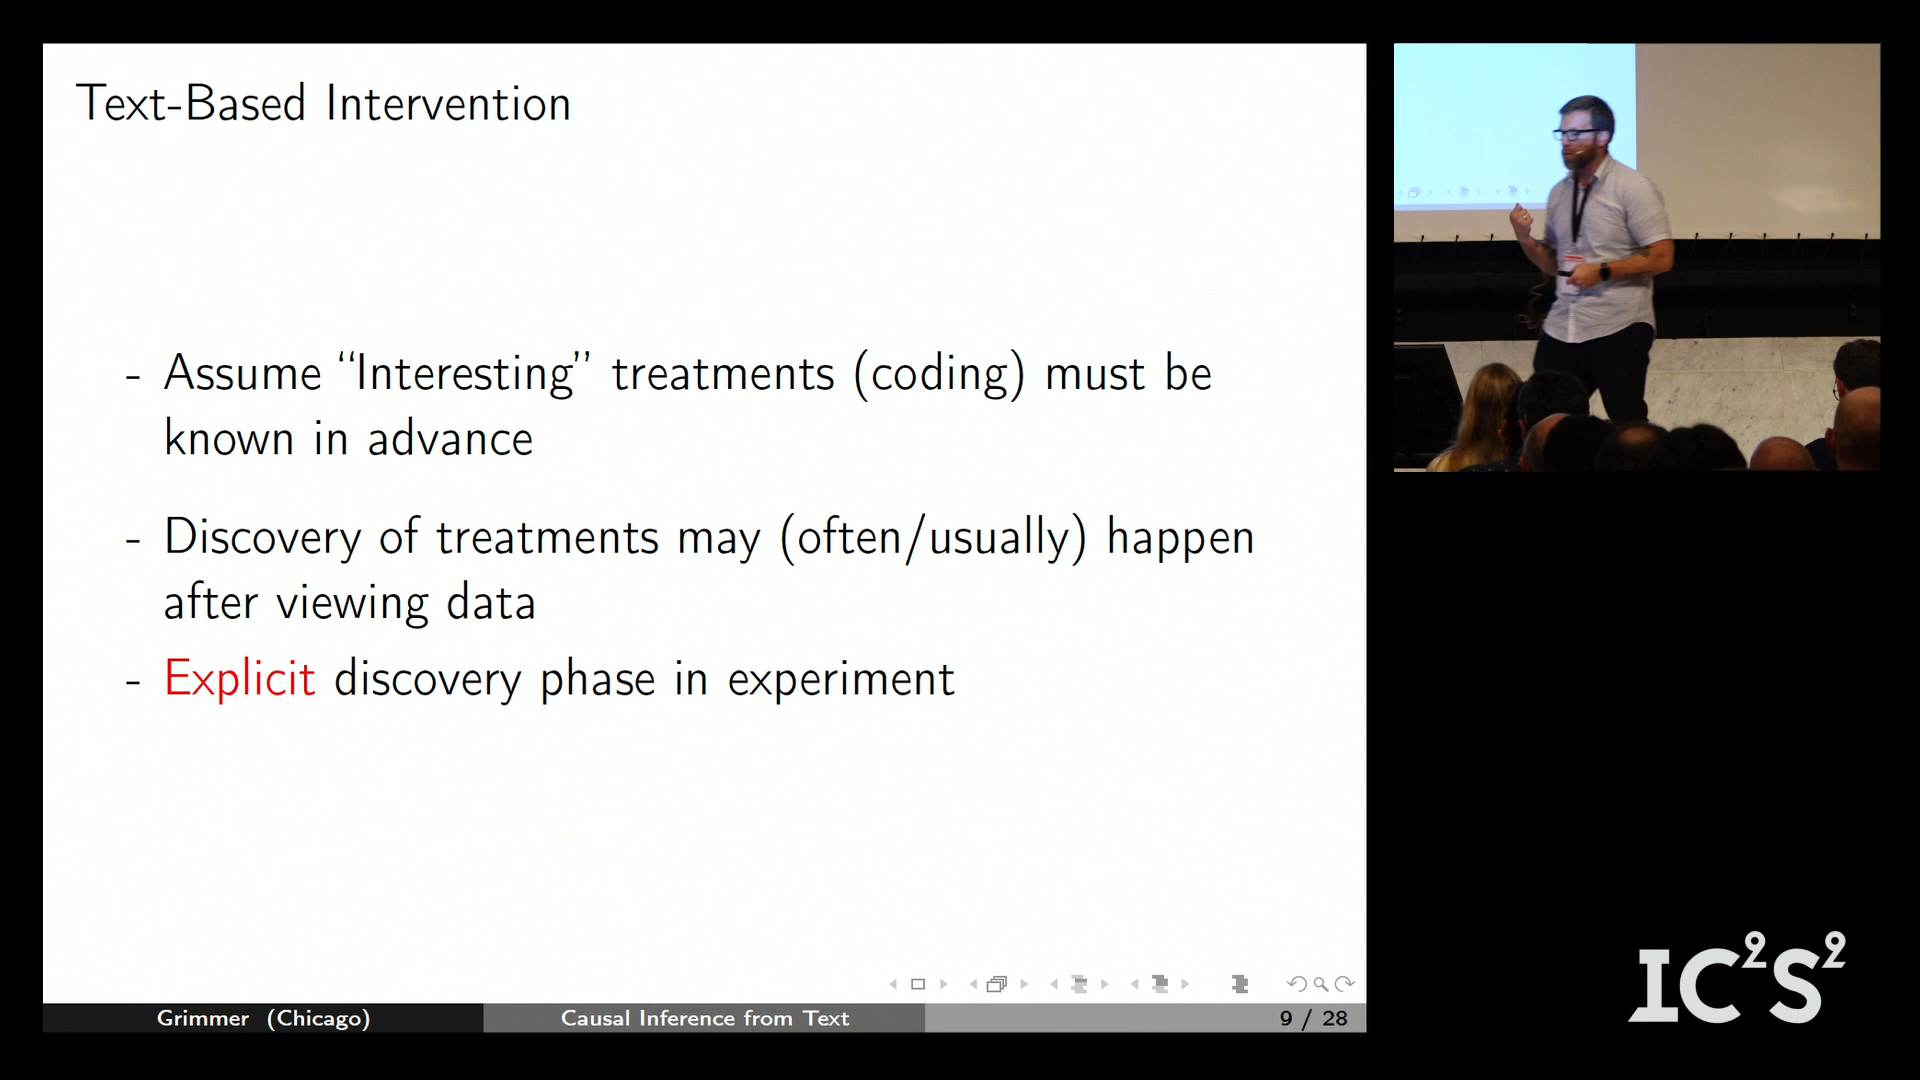 Text-Based Intervention
- Assume “Interesting” treatments (coding) must be
known in advance
- Discovery of treatments may (often/usually) happen
after viewing data
- Explicit discovery phase in experiment
Grimmer (Chicago)
Causal Inference from Text
9 / 28
IC²S²